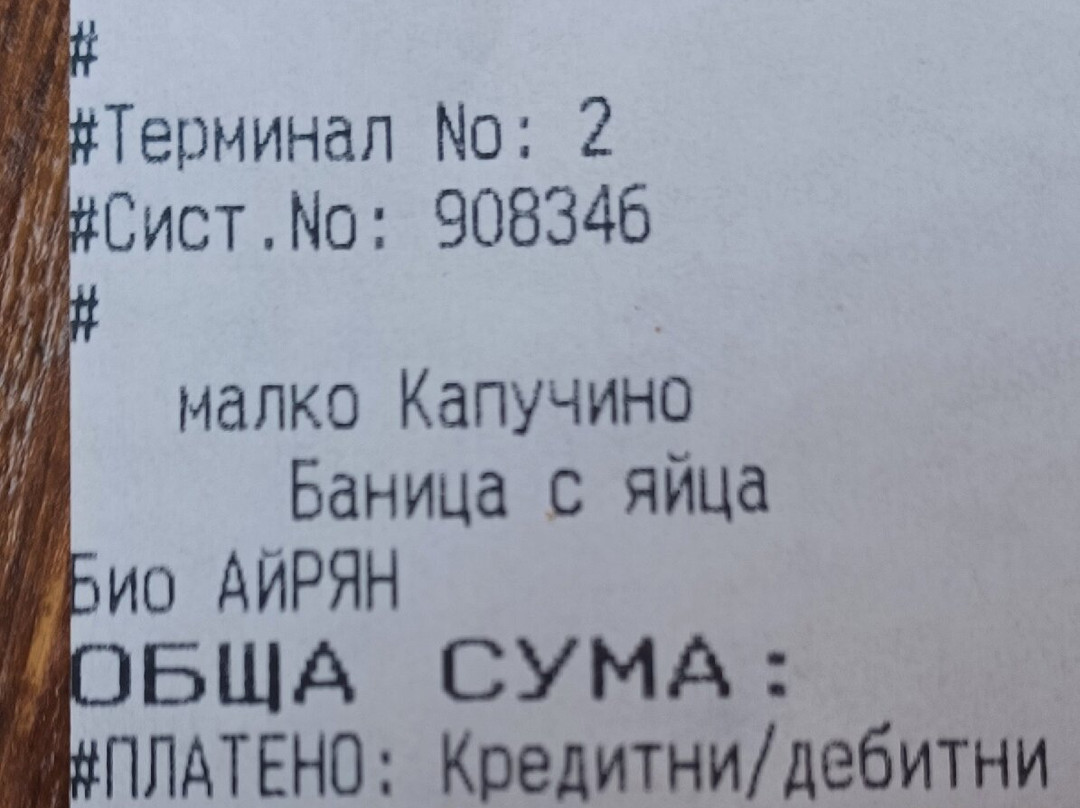 #
#Терминал No: 2
#Сист.No: 908346
#
малко Капучино
Баница с яйца
Био АЙРЯН
ОБЩА СУМА:
#ПЛАТЕНО: Кредитни/дебитни